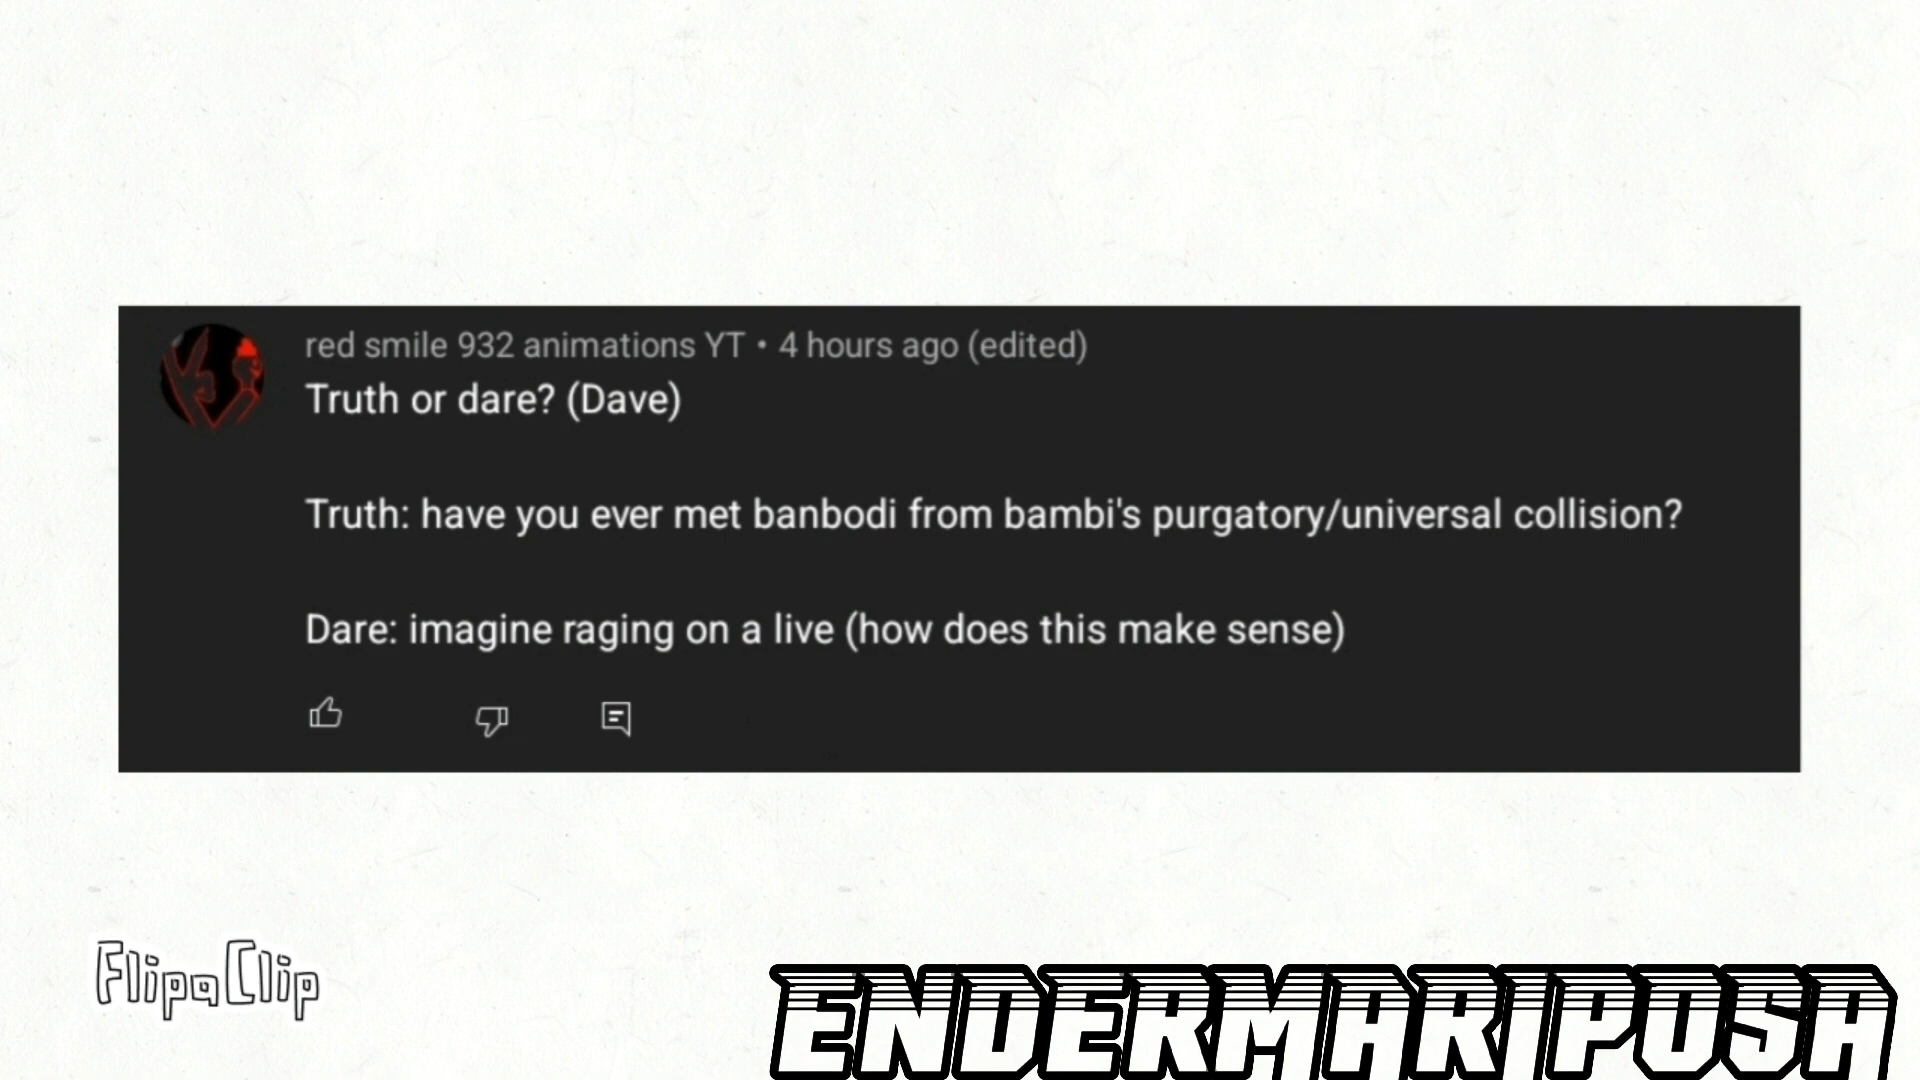 red smile 932 animations YT • 4 hours ago (edited)
Truth or dare? (Dave)
Truth: have you ever met banbodi from bambi's purgatory/universal collision?
Dare: imagine raging on a live (how does this make sense)
FlipaClip
ENDERMARIPOSA